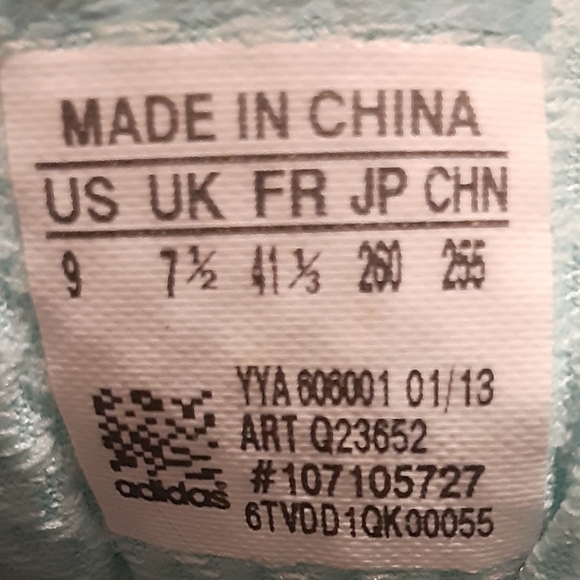 MADE IN CHINA
US UK FR JP CHN
9 7½ 41⅓ 260 255
YYA 606001 01/13
ART Q23652
#107105727
adidas 6TVDD1QK00055